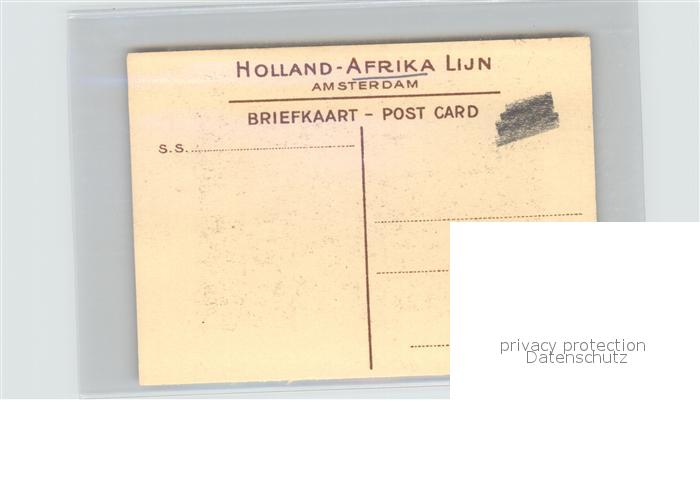 HOLLAND-AFRIKA LIJN
AMSTERDAM
BRIEFKAART - POST CARD
S.S.
privacy protection
Datenschutz